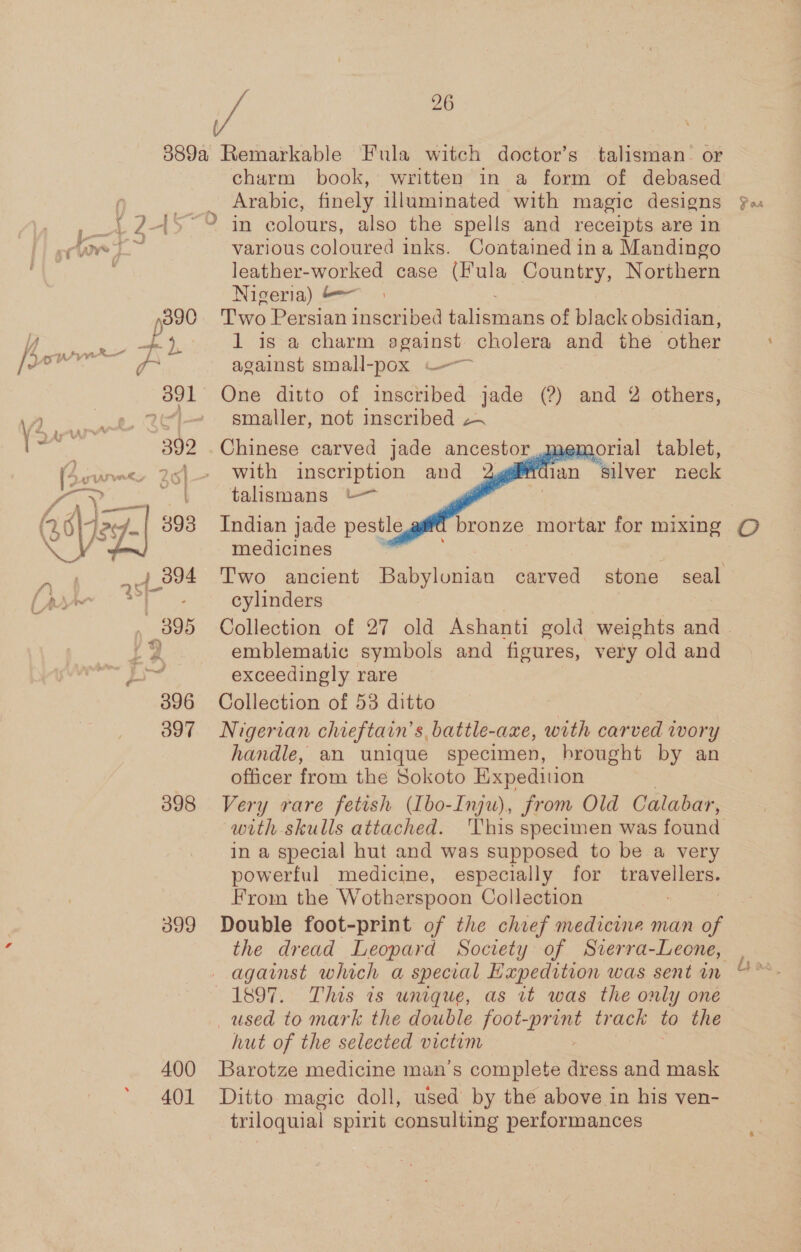 26
389a Remarkable Fula witch doctor's talisman or
charm book, written in a form of debased
Arabic, finely illuminated with magic designs
in colours, also the spells and receipts are in
various coloured inks. Contained in a Mandingo
leather-worked case (Fula Country, Northern
Nigeria)
390 Two Persian inscribed talismans of black obsidian,
1 is a charm against cholera and the other
against small-pox
391 One ditto of inscribed jade (?) and 2 others,
smaller, not inscribed
392 Chinese carved jade ancestor memorial tablet,
with inscription and 2 Indian silver neck
talismans
393 Indian jade pestle and bronze mortar for mixing
medicines
394 Two ancient Babylonian carved stone seal
cylinders
395 Collection of 27 old Ashanti gold weights and
emblematic symbols and figures, very old and
exceedingly rare
396 Collection of 53 ditto
397 Nigerian chieftain's battle-axe, with carved ivory
handle, an unique specimen, brought by an
officer from the Sokoto Expedition
398 Very rare fetish (Ibo-Inju), from Old Calabar,
with skulls attached. This specimen was found
in a special hut and was supposed to be a very
powerful medicine, especially for travellers.
From the Wotherspoon Collection
399 Double foot-print of the chief medicine man of
the dread Leopard Society of Sierra-Leone,
against which a special Expedition was sent in
1897. This is unique, as it was the only one
used to mark the double foot-print track to the
hut of the selected victim
400 Barotze medicine man's complete dress and mask
401 Ditto magic doll, used by the above in his ven-
triloquial spirit consulting performances